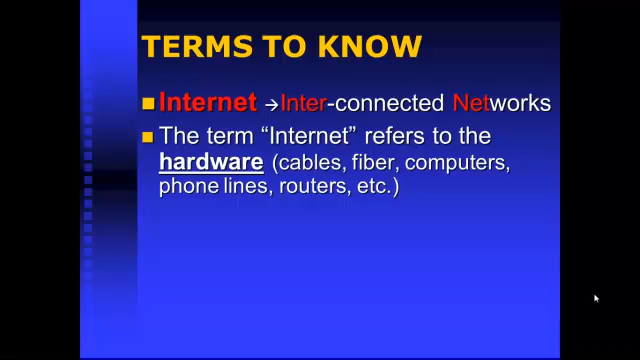 TERMS TO KNOW
Internet →Inter-connected Networks
The term “Internet” refers to the
hardware (cables, fiber, computers,
phone lines, routers, etc.)